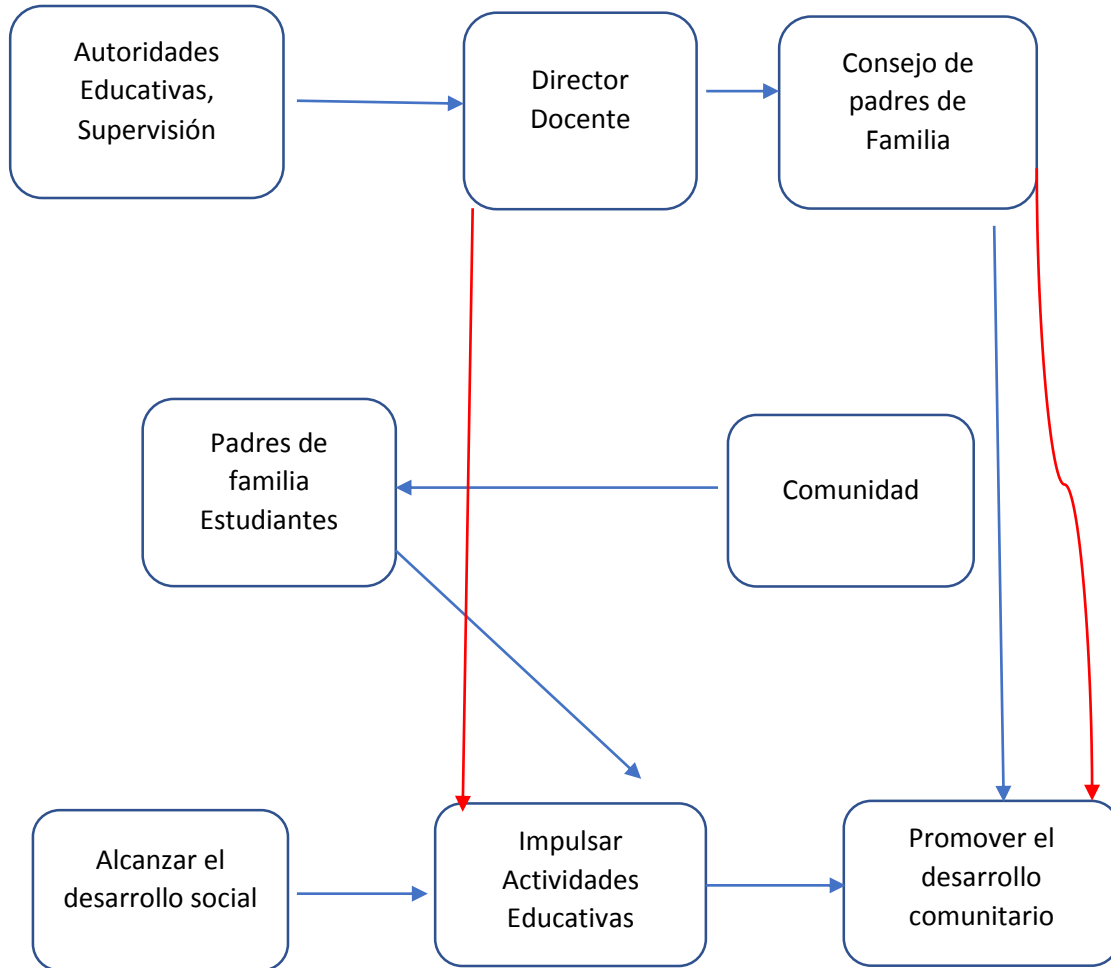 Autoridades
Educativas,
Supervisión
Director
Docente
Consejo de
padres de
Familia
Padres de
familia
Estudiantes
Comunidad
Alcanzar el
desarrollo social
Impulsar
Actividades
Educativas
Promover el
desarrollo
comunitario